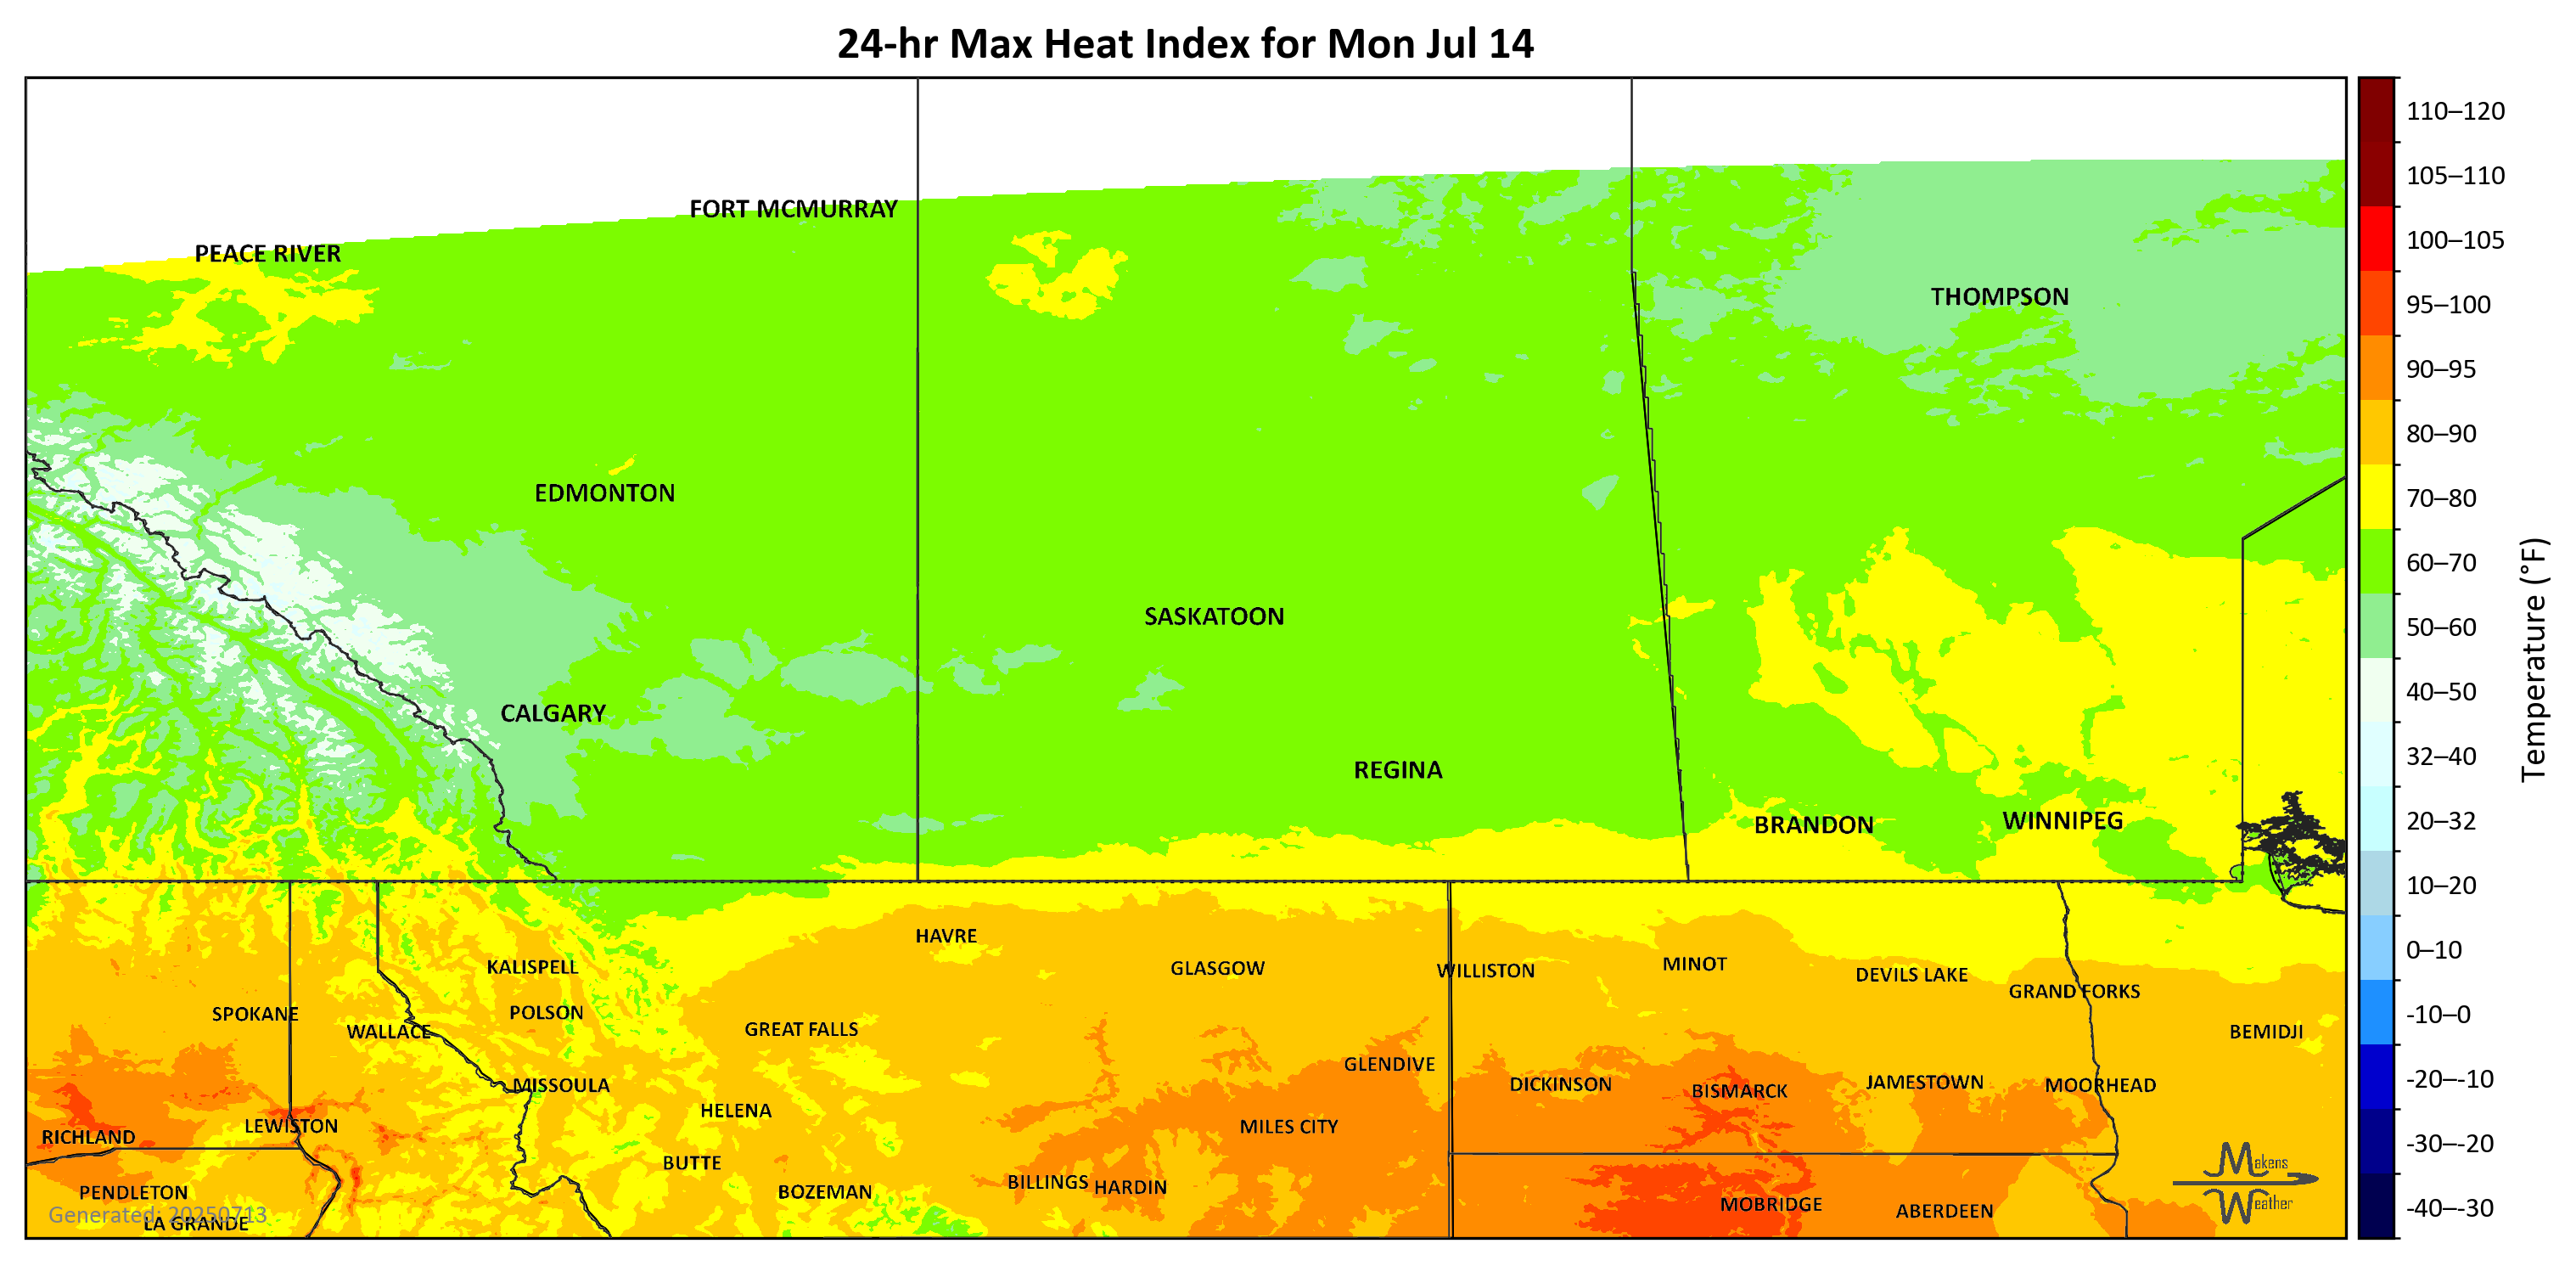 24-hr Max Heat Index for Mon Jul 14
FORT MCMURRAY
PEACE RIVER
THOMPSON
EDMONTON
SASKATOON
CALGARY
REGINA
BRANDON
WINNIPEG
HAVRE
KALISPELL
GLASGOW
WILLISTON
MINOT
DEVILS LAKE
GRAND FORKS
SPOKANE
POLSON
WALLACE
GREAT FALLS
BEMIDJI
GLENDIVE
MISSOULA
DICKINSON
BISMARCK
JAMESTOWN
MOORHEAD
HELENA
LEWISTON
MILES CITY
RICHLAND
BUTTE
BILLINGS
HARDIN
PENDLETON
BOZEMAN
MOBRIDGE
ABERDEEN
LA GRANDE
Generated: 20250713
Makens
Weather
110–120
105–110
100–105
95–100
90–95
80–90
70–80
60–70
50–60
40–50
32–40
20–32
10–20
0–10
-10–0
-20–-10
-30–-20
-40–-30
Temperature (°F)